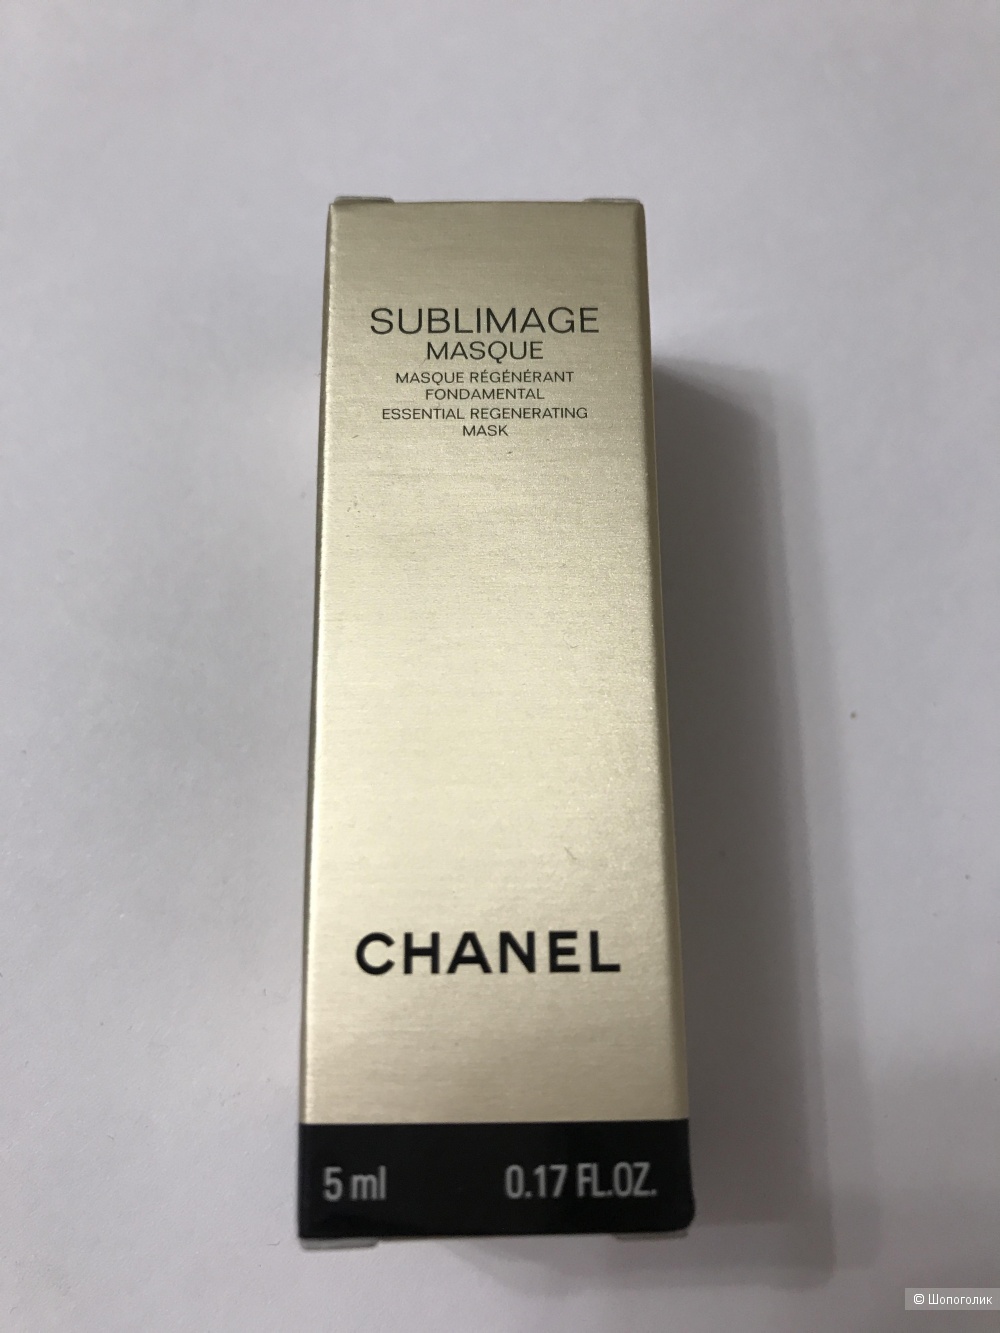 SUBLIMAGE
MASQUE
MASQUE RÉGÉNÉRANT
FONDAMENTAL
ESSENTIAL REGENERATING
MASK
CHANEL
5 ml 0.17 FL.OZ.
© Шопоголик